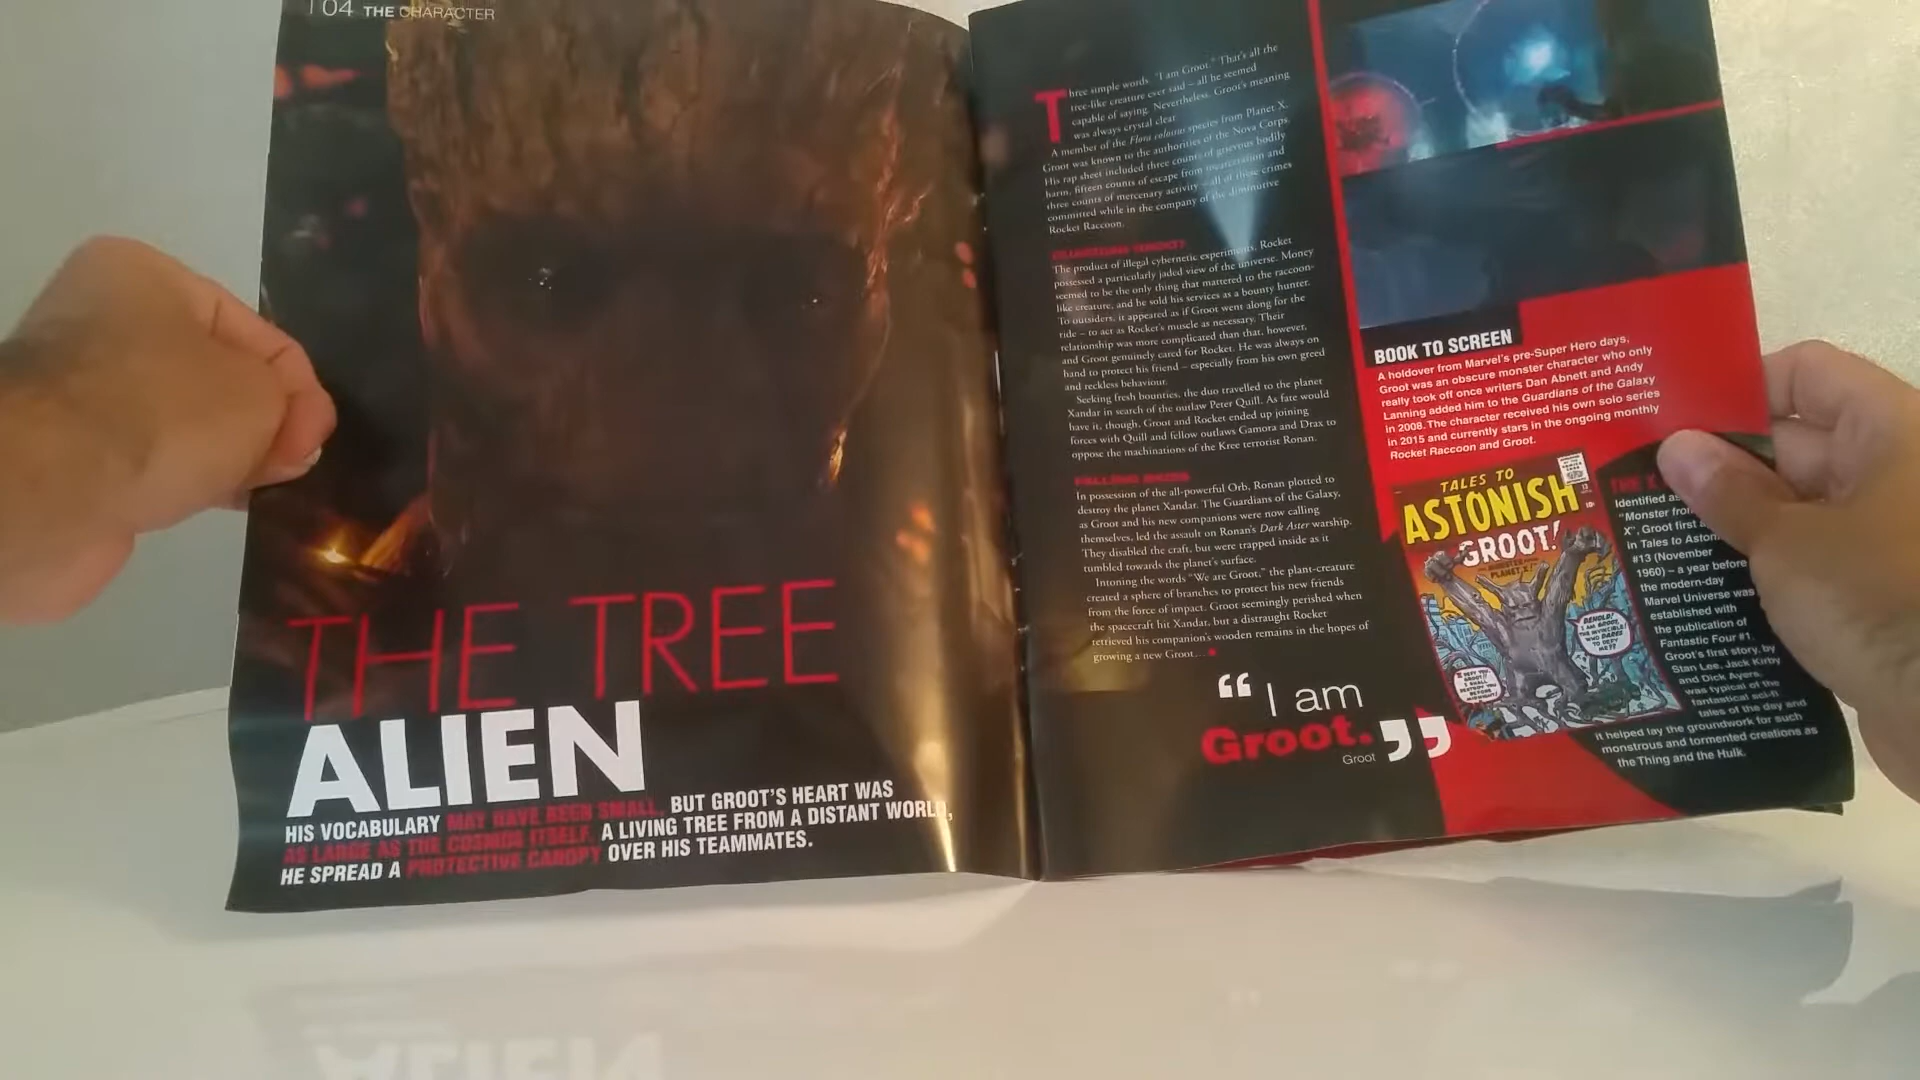 04 THE CHARACTER
THE TREE
ALIEN
HIS VOCABULARY MAY HAVE BEEN SMALL, BUT GROOT'S HEART WAS
AS LARGE AS THE COSMOS ITSELF. A LIVING TREE FROM A DISTANT WORLD,
HE SPREAD A PROTECTIVE CANOPY OVER HIS TEAMMATES.
Three simple words. "I am Groot." That's all the
tree-like creature ever said – all he seemed
capable of saying. Nevertheless, Groot's meaning
was always crystal clear.
A member of the Flora colossus species from Planet X,
Groot was known to the authorities of the Nova Corps.
His rap sheet included three counts of grievous bodily
harm, fifteen counts of escape from incarceration and
three counts of mercenary activity – all of these crimes
committed while in the company of the diminutive
Rocket Raccoon.
The product of illegal cybernetic experiments, Rocket
possessed a particularly jaded view of the universe. Money
seemed to be the only thing that mattered to the raccoon-
like creature, and he sold his services as a bounty hunter.
To outsiders, it appeared as if Groot went along for the
ride – to act as Rocket's muscle as necessary. Their
relationship was more complicated than that, however,
and Groot genuinely cared for Rocket. He was always on
hand to protect his friend – especially from his own greed
and reckless behaviour.
Seeking fresh bounties, the duo travelled to the planet
Xandar in search of the outlaw Peter Quill. As fate would
have it, though, Groot and Rocket ended up joining
forces with Quill and fellow outlaws Gamora and Drax to
oppose the machinations of the Kree terrorist Ronan.
In possession of the all-powerful Orb, Ronan plotted to
destroy the planet Xandar. The Guardians of the Galaxy,
as Groot and his new companions were now calling
themselves, led the assault on Ronan's Dark Aster warship.
They disabled the craft, but were trapped inside as it
tumbled towards the planet's surface.
Intoning the words "We are Groot," the plant-creature
created a sphere of branches to protect his new friends
from the force of impact. Groot seemingly perished when
the spacecraft hit Xandar, but a distraught Rocket
retrieved his companion's wooden remains in the hopes of
growing a new Groot...
"I am
Groot."
Groot
BOOK TO SCREEN
A holdover from Marvel's pre-Super Hero days,
Groot was an obscure monster character who only
really took off once writers Dan Abnett and Andy
Lanning added him to the Guardians of the Galaxy
in 2008. The character received his own solo series
in 2015 and currently stars in the ongoing monthly
Rocket Raccoon and Groot.
TALES TO
ASTONISH
GROOT!
THE MONSTER FROM
PLANET X!
BEHOLD!
I AM GROOT,
THE INVINCIBLE!
WHO DARES
TO DEFY
ME??
THE
Identified as
"Monster from
X", Groot first
in Tales to
#13 (November
1960) – a year before
the modern-day
Marvel Universe was
established with
the publication of
Fantastic Four #1.
Groot's first story, by
Stan Lee, Jack Kirby
and Dick Ayers,
was typical of the
fantastical sci-fi
tales of the day and
it helped lay the groundwork for such
monstrous and tormented creations as
the Thing and the Hulk.